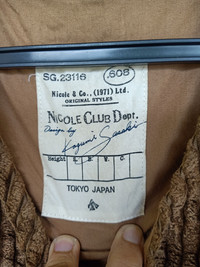 SG.23116 608
Nicole & Co., (1971) Ltd.
ORIGINAL STYLES
NICOLE CLUB Dept.
Design by
Kazumi Sasaki
Height
TOKYO JAPAN